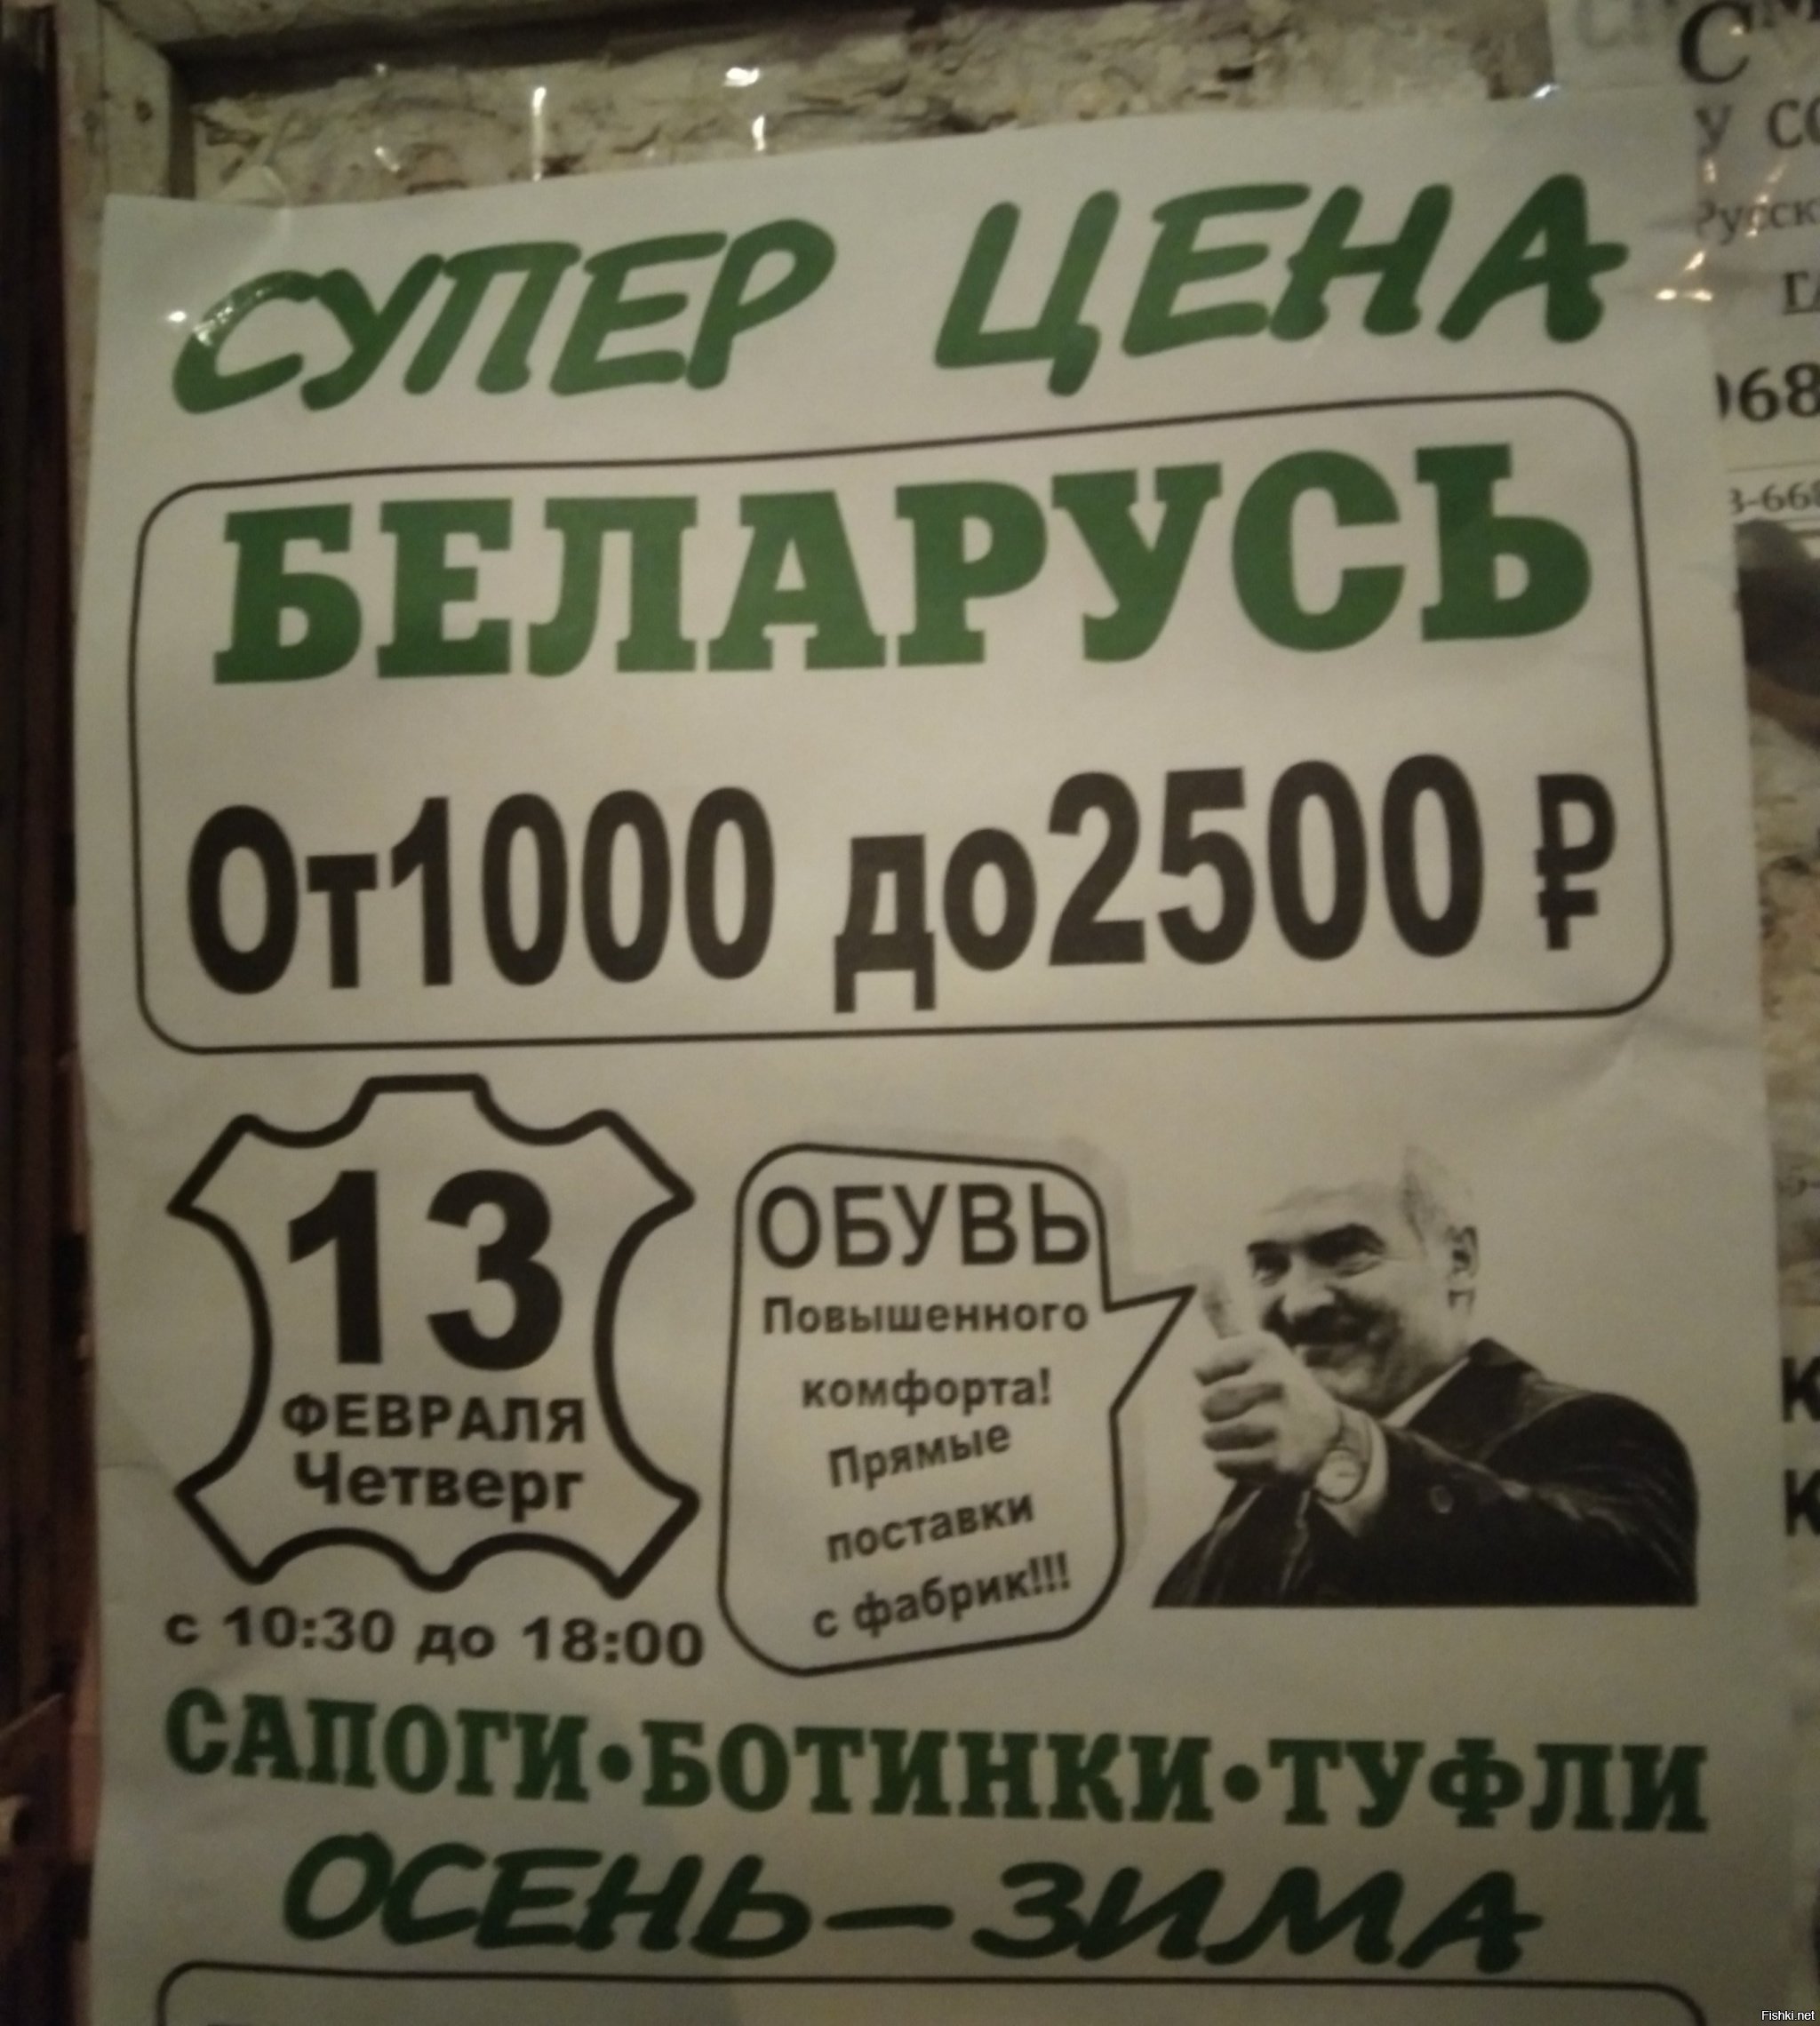 СУПЕР ЦЕНА
БЕЛАРУСЬ
От1000 до2500 ₽
13
ФЕВРАЛЯ
Четверг
с 10:30 до 18:00
ОБУВЬ
Повышенного
комфорта!
Прямые
поставки
с фабрик!!!
САПОГИ•БОТИНКИ•ТУФЛИ
ОСЕНЬ–ЗИМА
Fishki.net